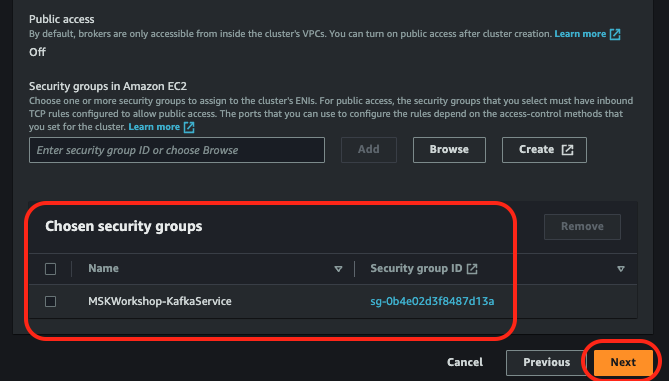 Public access
By default, brokers are only accessible from inside the cluster's VPCs. You can turn on public access after cluster creation. Learn more
Off
Security groups in Amazon EC2
Choose one or more security groups to assign to the cluster's ENIs. For public access, the security groups that you select must have inbound
TCP rules configured to allow public access. The ports that you can use to configure the rules depend on the access-control methods that
you set for the cluster. Learn more
Enter security group ID or choose Browse
Add
Browse
Create
Chosen security groups
Remove
Name
Security group ID
MSKWorkshop-KafkaService
sg-0b4e02d3f8487d13a
Cancel
Previous
Next